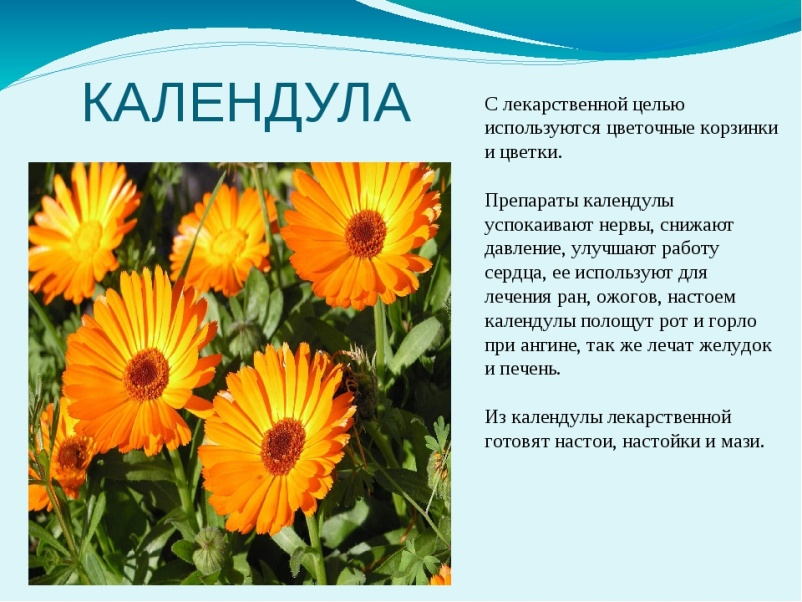 КАЛЕНДУЛА
С лекарственной целью
используются цветочные корзинки
и цветки.
Препараты календулы
успокаивают нервы, снижают
давление, улучшают работу
сердца, ее используют для
лечения ран, ожогов, настоем
календулы полощут рот и горло
при ангине, так же лечат желудок
и печень.
Из календулы лекарственной
готовят настои, настойки и мази.